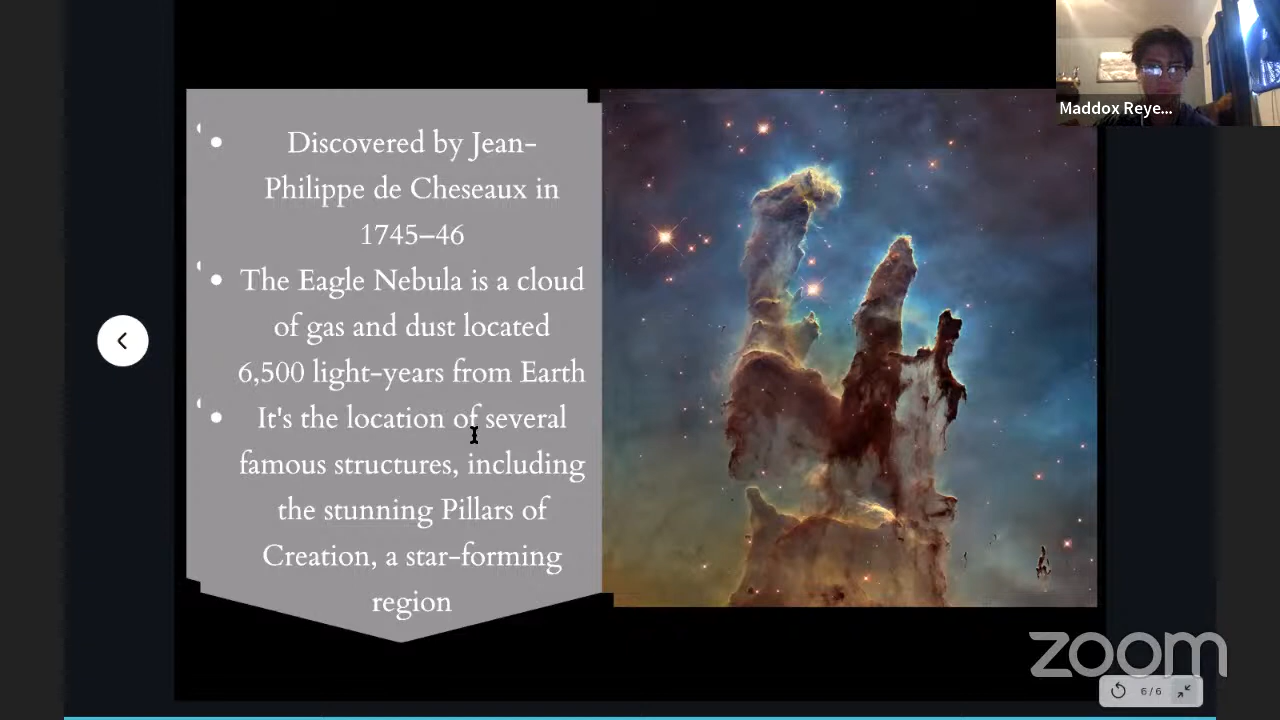 Maddox Reye...
Discovered by Jean-
Philippe de Cheseaux in
1745–46
The Eagle Nebula is a cloud
of gas and dust located
6,500 light-years from Earth
It's the location of several
famous structures, including
the stunning Pillars of
Creation, a star-forming
region
zoom
6/6